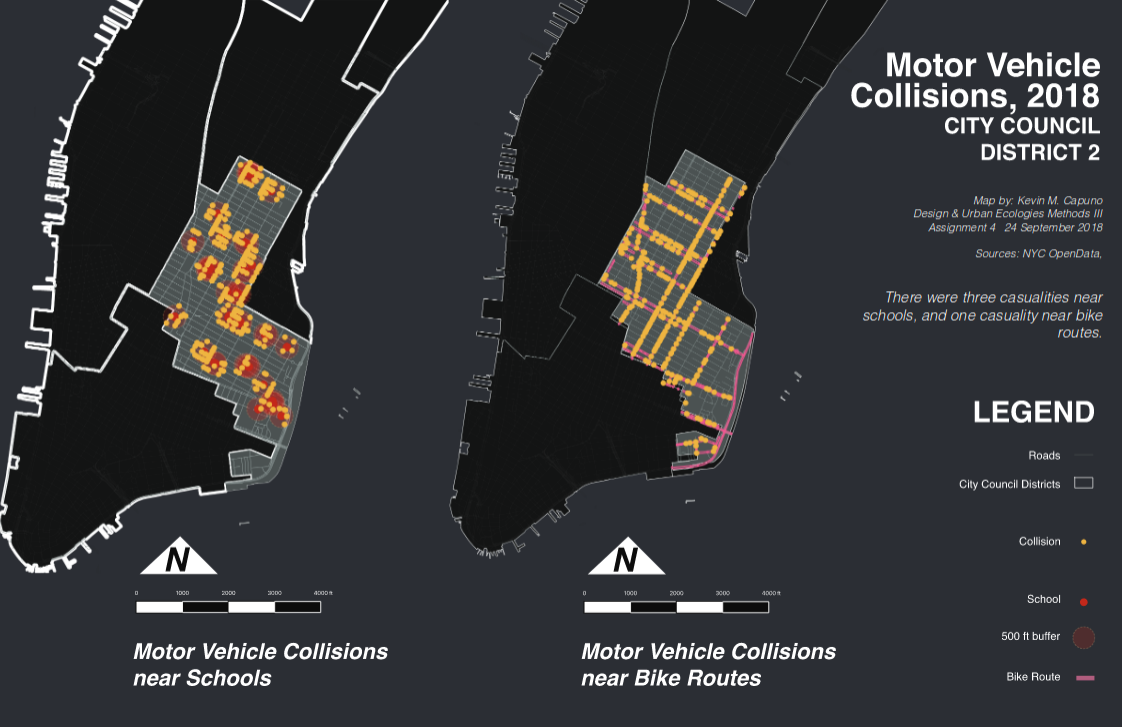 Motor Vehicle
Collisions, 2018
CITY COUNCIL
DISTRICT 2
Map by: Kevin M. Capuno
Design & Urban Ecologies Methods III
Assignment 4   24 September 2018
Sources: NYC OpenData,
There were three casualities near
schools, and one casuality near bike
routes.
LEGEND
Roads
City Council Districts
Collision
School
500 ft buffer
Bike Route
N
0 1000 2000 3000 4000 ft
Motor Vehicle Collisions
near Schools
N
0 1000 2000 3000 4000 ft
Motor Vehicle Collisions
near Bike Routes